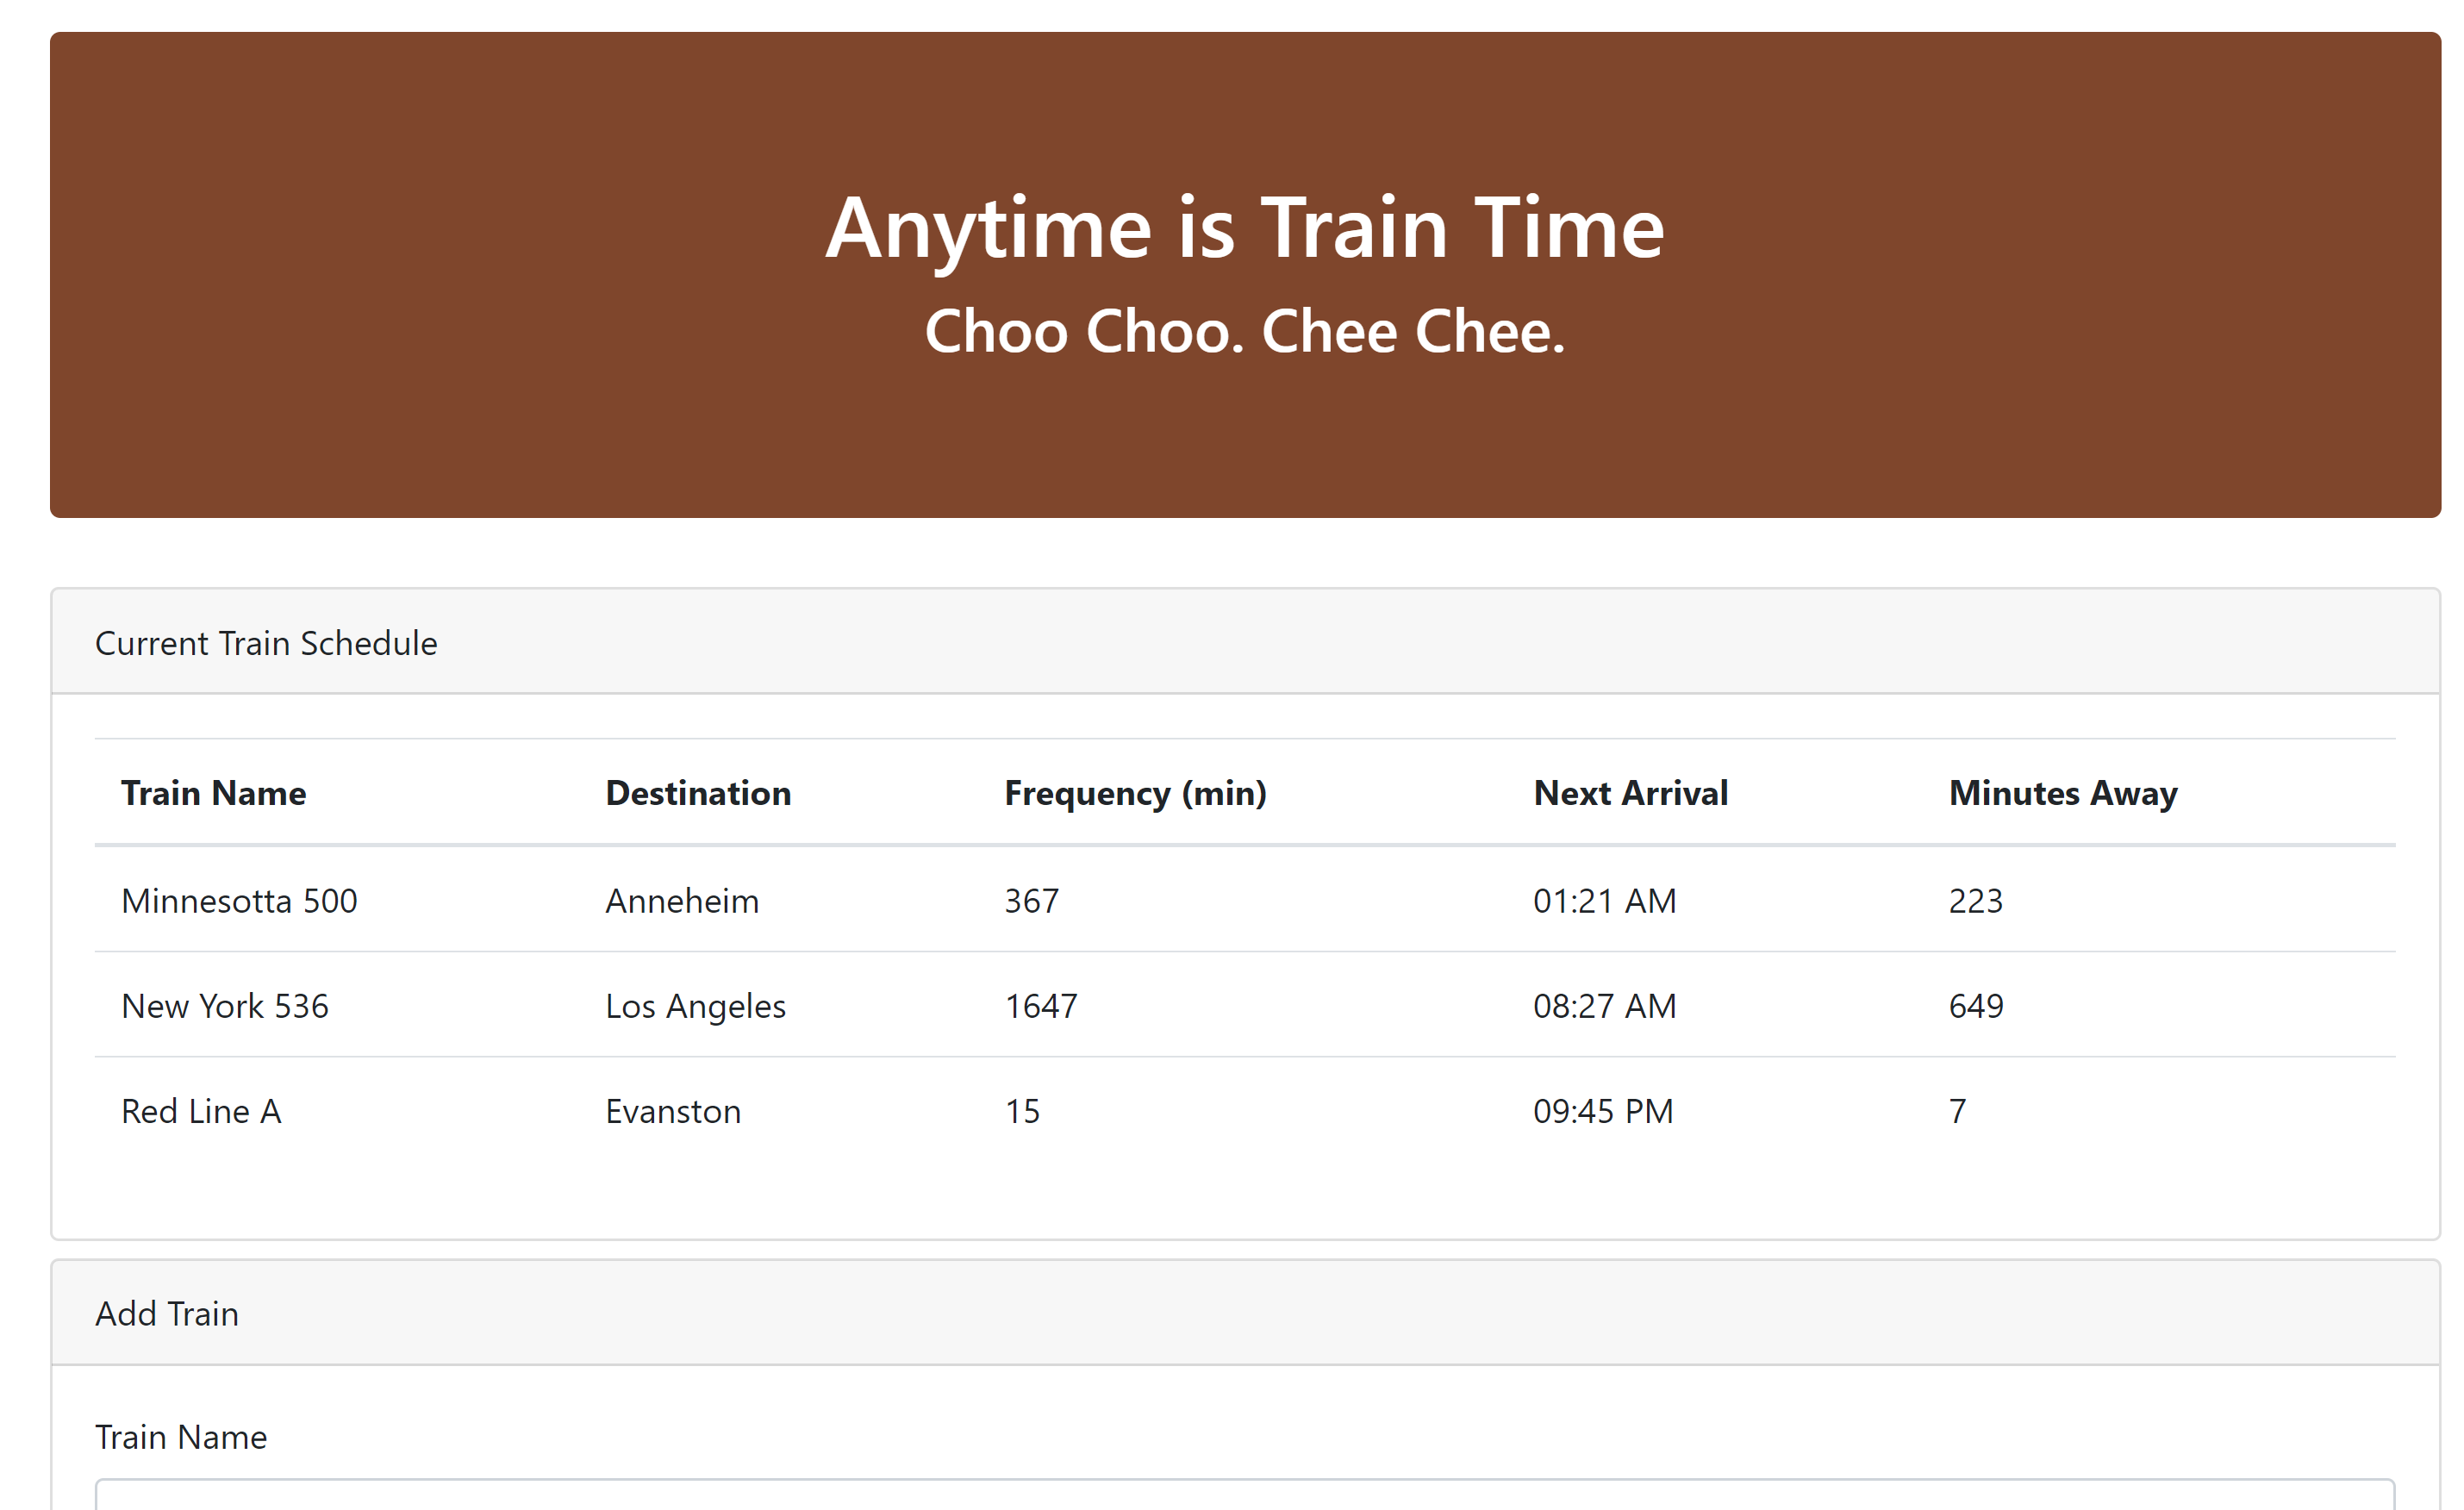 Anytime is Train Time
Choo Choo. Chee Chee.
Current Train Schedule
Train Name Destination Frequency (min) Next Arrival Minutes Away
Minnesotta 500 Anneheim 367 01:21 AM 223
New York 536 Los Angeles 1647 08:27 AM 649
Red Line A Evanston 15 09:45 PM 7
Add Train
Train Name